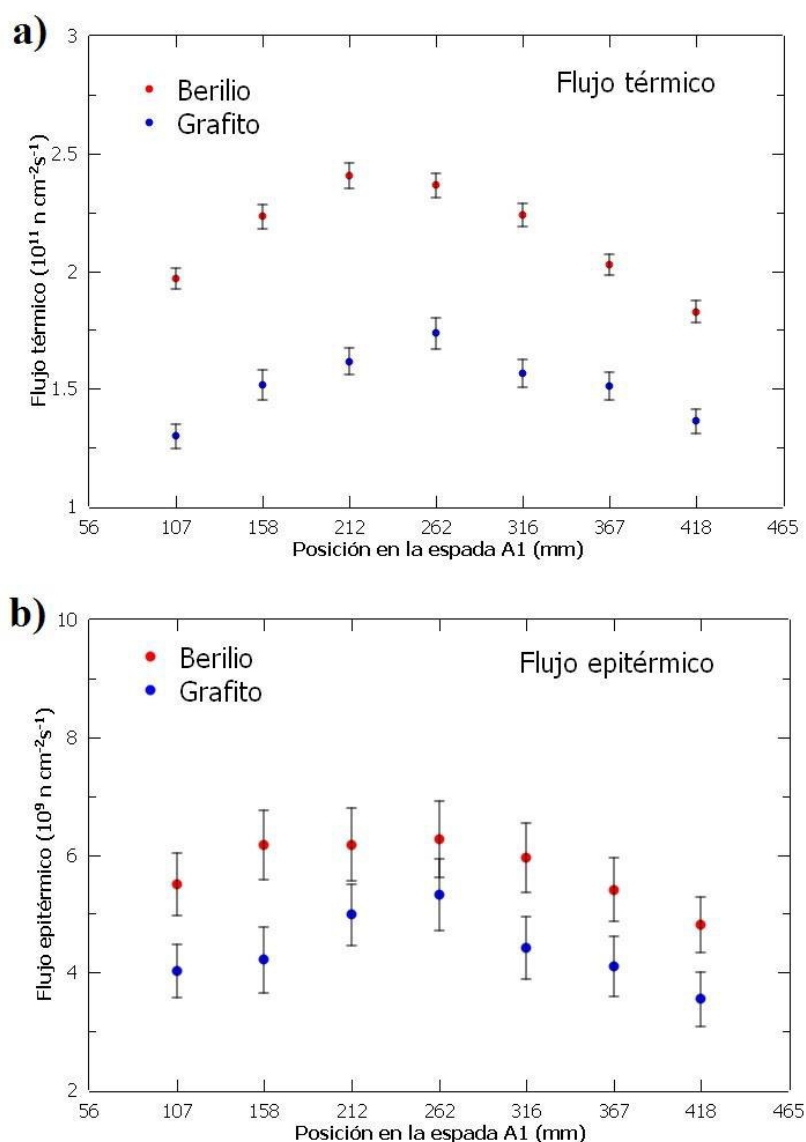 a)
Berilio
Grafito
Flujo térmico
Flujo térmico (10¹¹ n cm⁻²s⁻¹)
3
2.5
2
1.5
1
56 107 158 212 262 316 367 418 465
Posición en la espada A1 (mm)
b)
Berilio
Grafito
Flujo epitérmico
Flujo epitérmico (10⁹ n cm⁻²s⁻¹)
10
8
6
4
2
56 107 158 212 262 316 367 418 465
Posición en la espada A1 (mm)